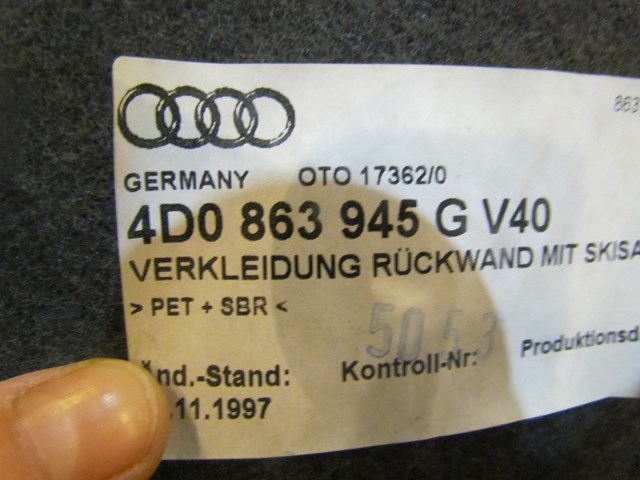 863
GERMANY OTO 17362/0
4D0 863 945 G V40
VERKLEIDUNG RÜCKWAND MIT SKISA
> PET + SBR <
5053
Änd.-Stand: Kontroll-Nr: Produktionsd.
.11.1997